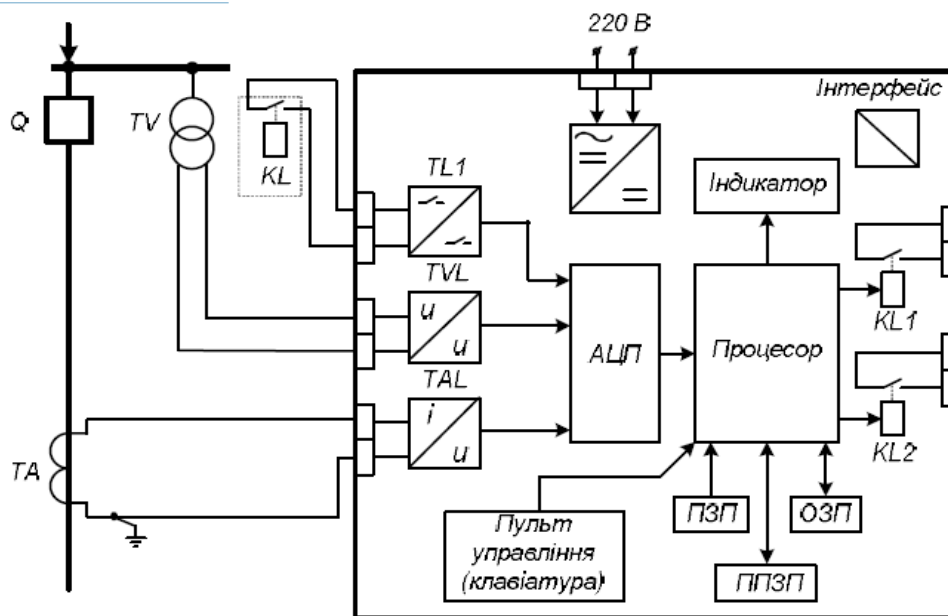 220 В
Інтерфейс
Q
TV
KL
TL1
Індикатор
TVL
u
u
АЦП
Процесор
KL1
TAL
i
u
KL2
TA
Пульт
управління
(клавіатура)
ПЗП
ОЗП
ППЗП